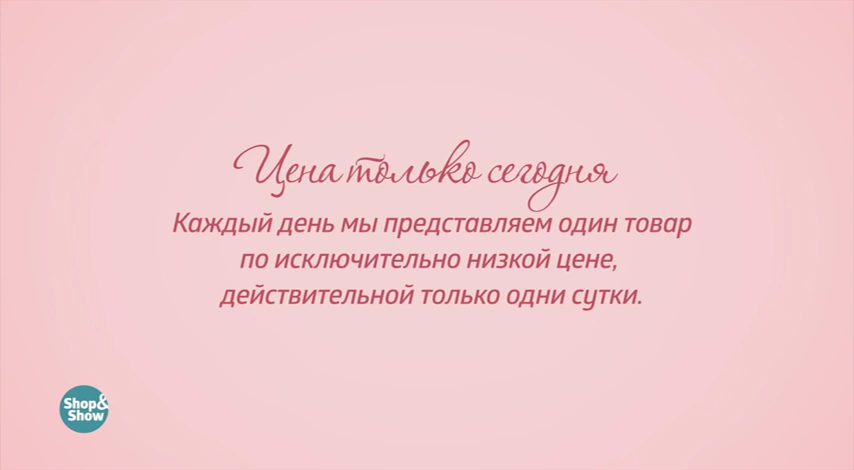 Цена только сегодня
Каждый день мы представляем один товар
по исключительно низкой цене,
действительной только одни сутки.
Shop&
Show